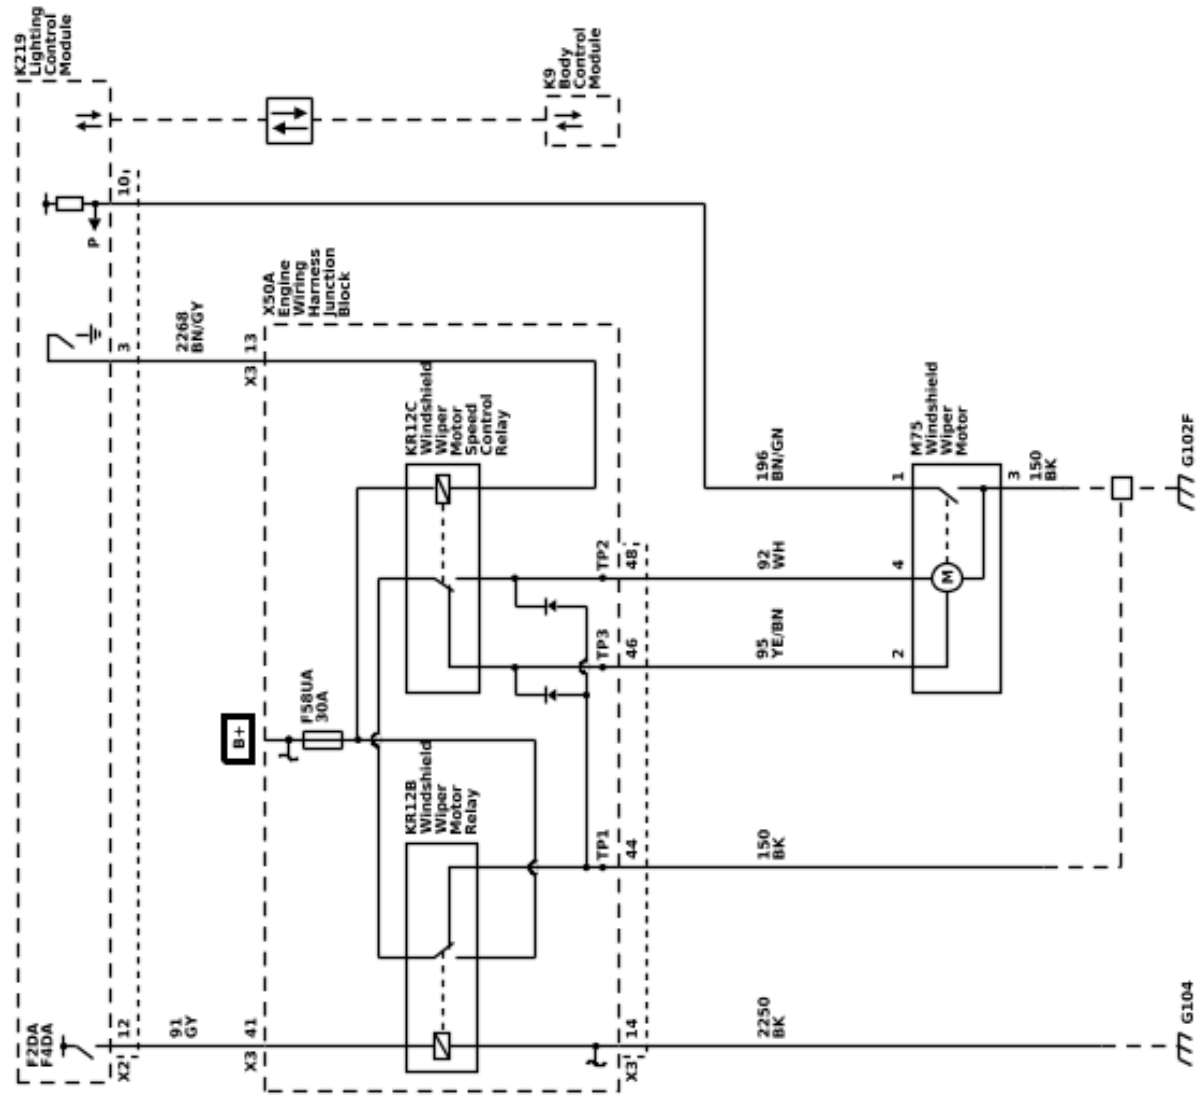 K219
Lighting
Control
Module
K9
Body
Control
Module
10
P
X50A
Engine
Wiring
Harness
Junction
Block
2268
BN/GY
3
X3
13
KR12C
Windshield
Wiper
Motor
Speed
Control
Relay
M75
Windshield
Wiper
Motor
196
BN/GN
1
3
150
BK
G102F
TP2
48
92
WH
4
M
TP3
46
95
YE/BN
2
B+
F58UA
30A
KR12B
Windshield
Wiper
Motor
Relay
TP1
44
150
BK
F2DA
F4DA
X2
12
91
GY
X3
41
X3
14
2250
BK
G104